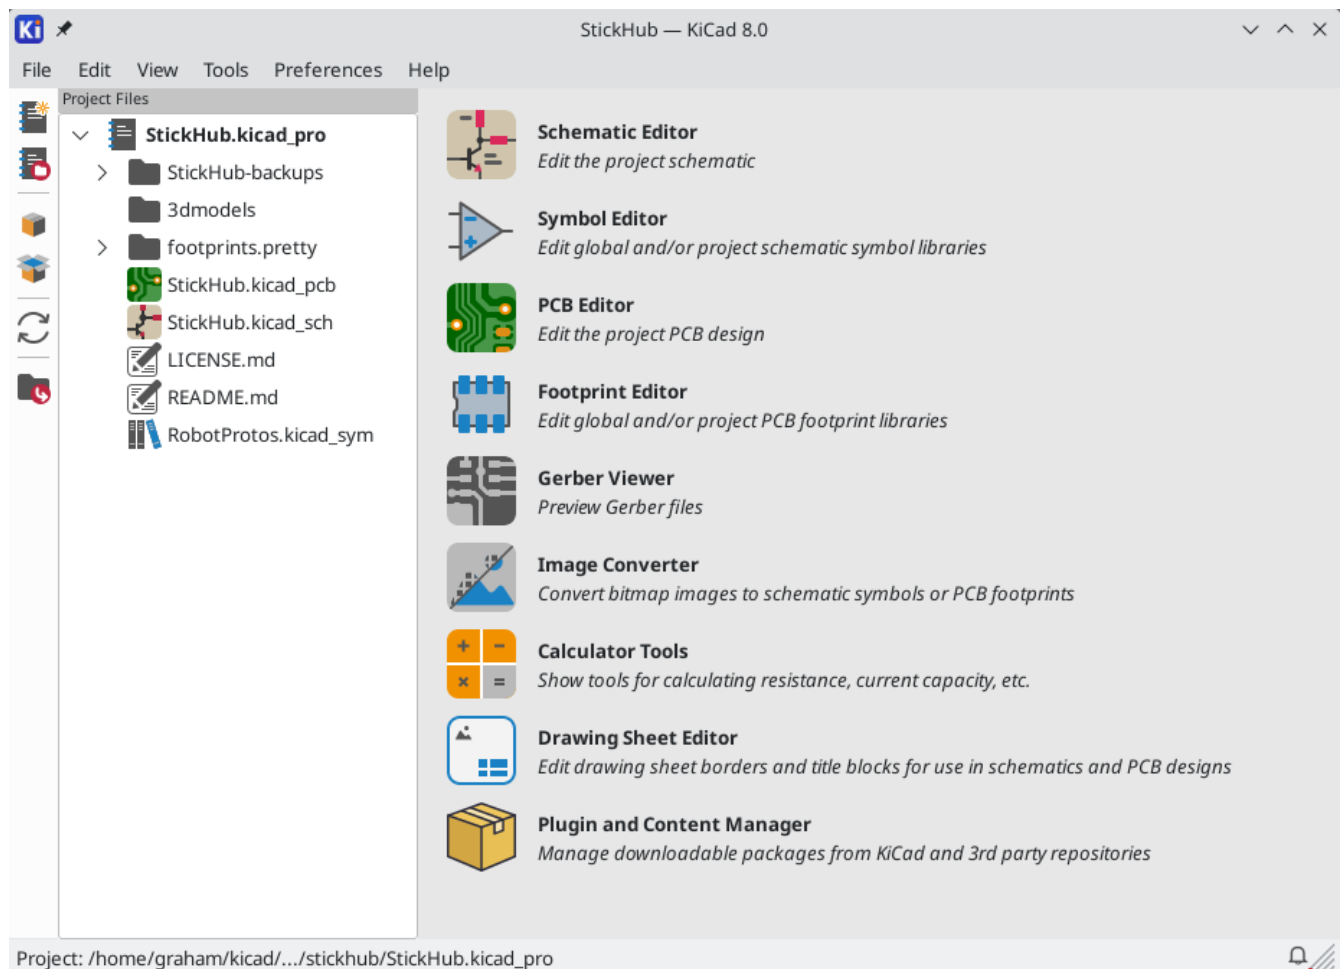 Ki
StickHub — KiCad 8.0
File Edit View Tools Preferences Help
Project Files
StickHub.kicad_pro
StickHub-backups
3dmodels
footprints.pretty
StickHub.kicad_pcb
StickHub.kicad_sch
LICENSE.md
README.md
RobotProtos.kicad_sym
Schematic Editor
Edit the project schematic
Symbol Editor
Edit global and/or project schematic symbol libraries
PCB Editor
Edit the project PCB design
Footprint Editor
Edit global and/or project PCB footprint libraries
Gerber Viewer
Preview Gerber files
Image Converter
Convert bitmap images to schematic symbols or PCB footprints
Calculator Tools
Show tools for calculating resistance, current capacity, etc.
Drawing Sheet Editor
Edit drawing sheet borders and title blocks for use in schematics and PCB designs
Plugin and Content Manager
Manage downloadable packages from KiCad and 3rd party repositories
Project: /home/graham/kicad/.../stickhub/StickHub.kicad_pro